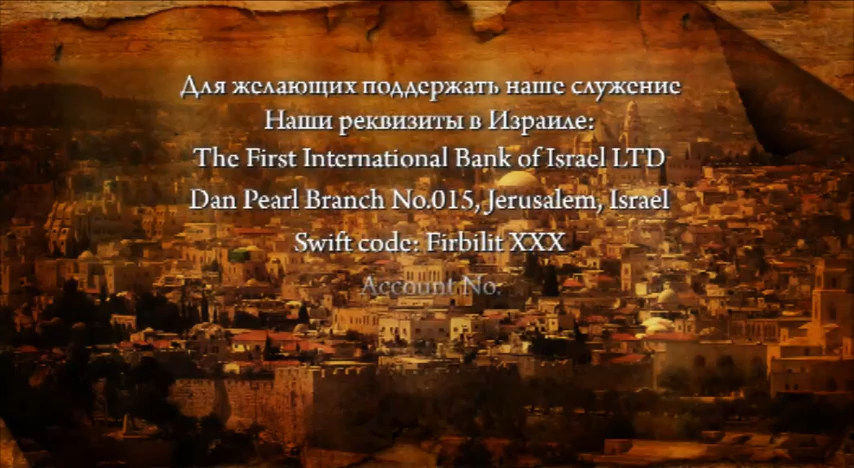 Для желающих поддержать наше служение
Наши реквизиты в Израиле:
The First International Bank of Israel LTD
Dan Pearl Branch No.015, Jerusalem, Israel
Swift code: Firbilit XXX
Account No.